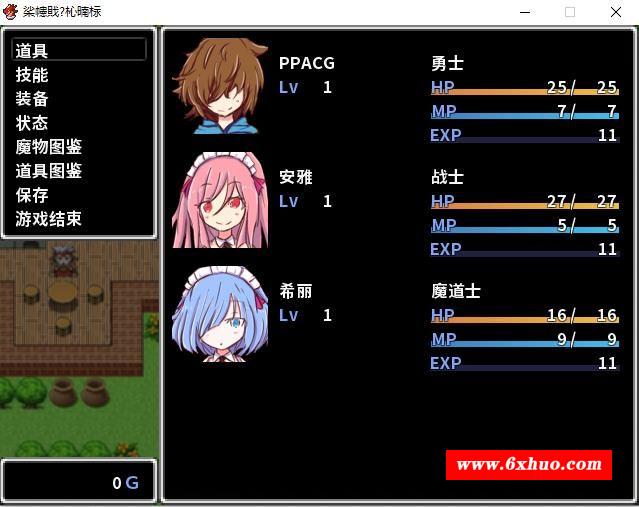 道具
技能
装备
状态
魔物图鉴
道具图鉴
保存
游戏结束
PPACG 勇士
Lv 1 HP 25/ 25
MP 7/ 7
EXP 11
安雅 战士
Lv 1 HP 27/ 27
MP 5/ 5
EXP 11
希丽 魔道士
Lv 1 HP 16/ 16
MP 9/ 9
EXP 11
0 G
www.6xhuo.com